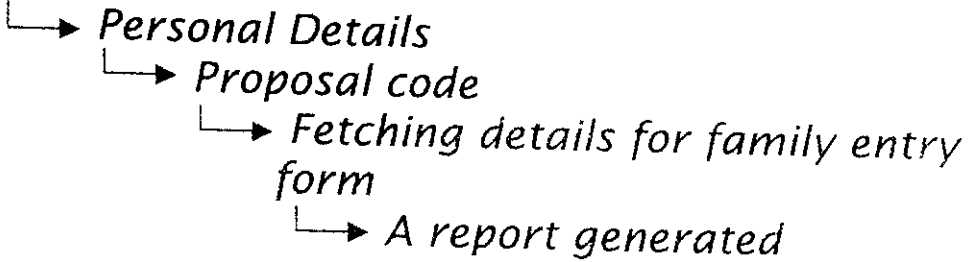 Personal Details
Proposal code
Fetching details for family entry
form
A report generated